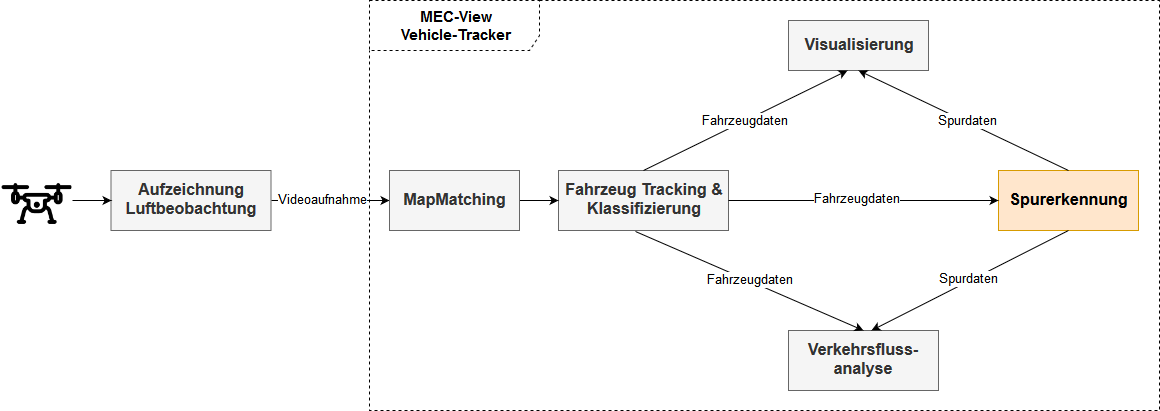 MEC-View
Vehicle-Tracker
Visualisierung
Fahrzeugdaten
Spurdaten
Aufzeichnung
Luftbeobachtung
Videoaufnahme
MapMatching
Fahrzeug Tracking &
Klassifizierung
Fahrzeugdaten
Spurerkennung
Fahrzeugdaten
Spurdaten
Verkehrsfluss-
analyse